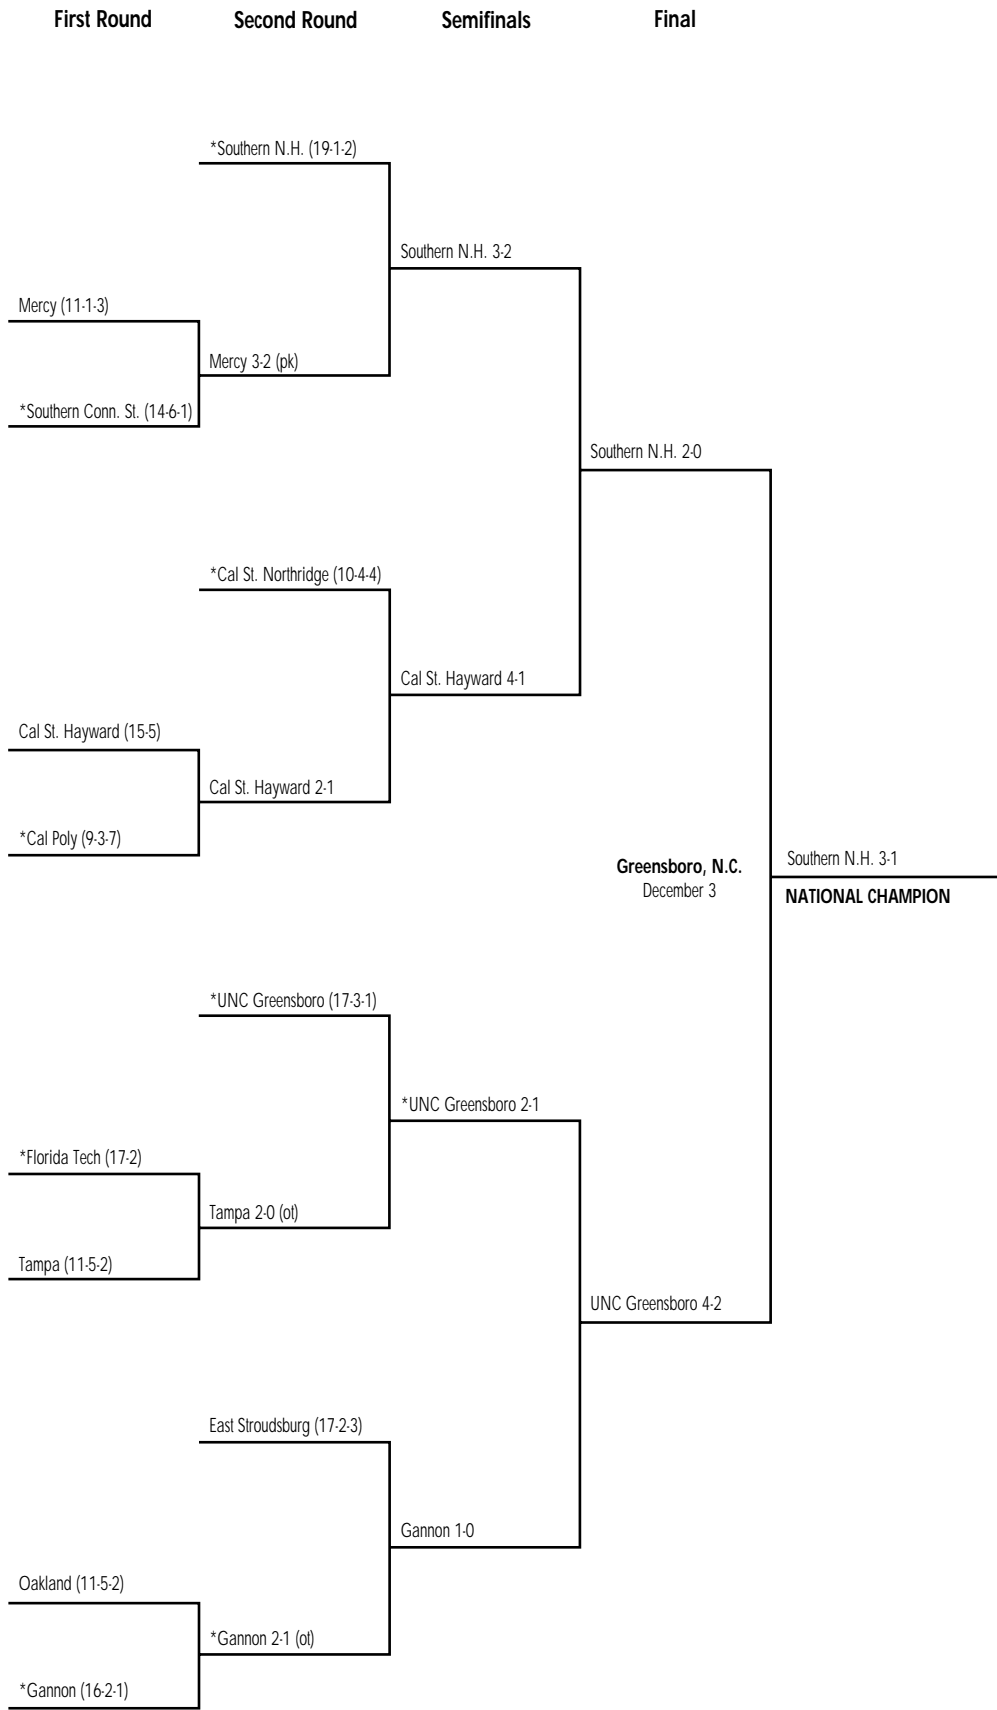 First Round
Second Round
Semifinals
Final
*Southern N.H. (19-1-2)
Southern N.H. 3-2
Mercy (11-1-3)
Mercy 3-2 (pk)
*Southern Conn. St. (14-6-1)
Southern N.H. 2-0
*Cal St. Northridge (10-4-4)
Cal St. Hayward 4-1
Cal St. Hayward (15-5)
Cal St. Hayward 2-1
*Cal Poly (9-3-7)
Greensboro, N.C.
December 3
Southern N.H. 3-1
NATIONAL CHAMPION
*UNC Greensboro (17-3-1)
*UNC Greensboro 2-1
*Florida Tech (17-2)
Tampa 2-0 (ot)
Tampa (11-5-2)
UNC Greensboro 4-2
East Stroudsburg (17-2-3)
Gannon 1-0
Oakland (11-5-2)
*Gannon 2-1 (ot)
*Gannon (16-2-1)